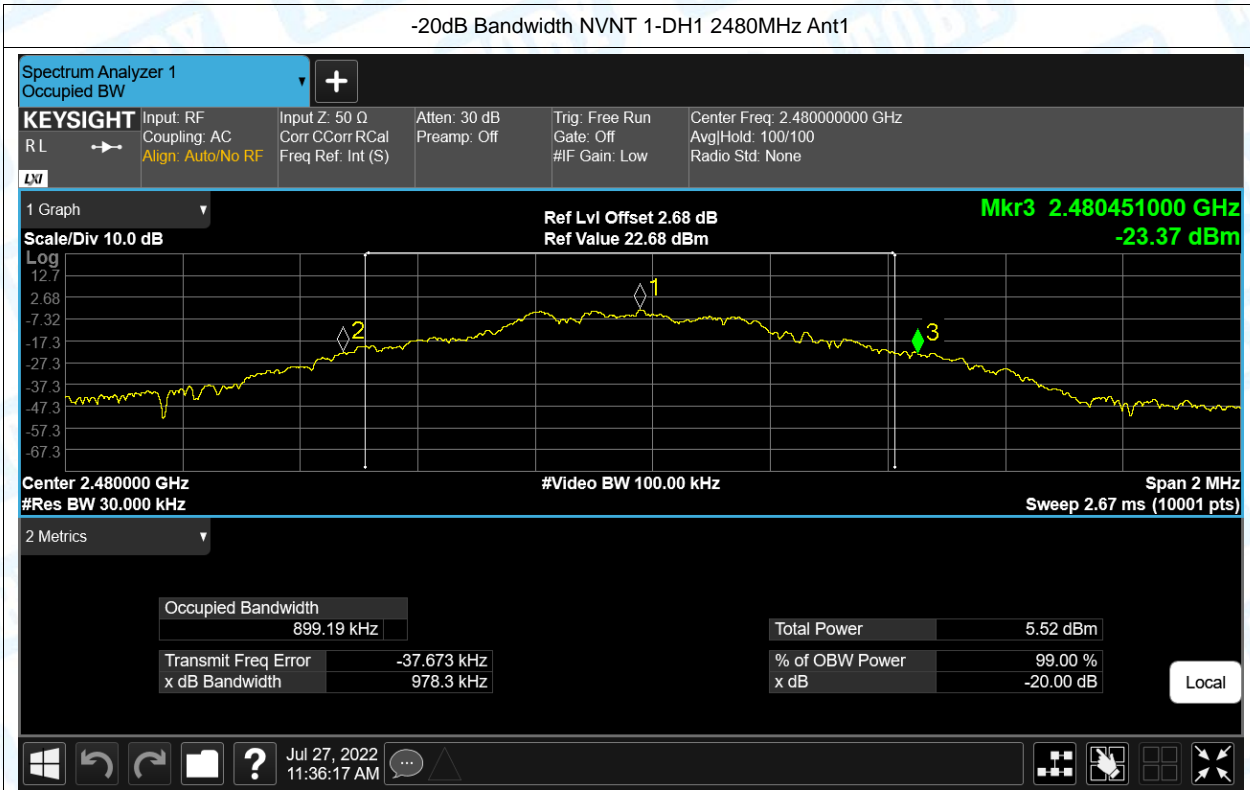 -20dB Bandwidth NVNT 1-DH1 2480MHz Ant1
Spectrum Analyzer 1
Occupied BW
KEYSIGHT
RL
LXI
Input: RF
Coupling: AC
Align: Auto/No RF
Input Z: 50 Ω
Corr CCorr RCal
Freq Ref: Int (S)
Atten: 30 dB
Preamp: Off
Trig: Free Run
Gate: Off
#IF Gain: Low
Center Freq: 2.480000000 GHz
Avg|Hold: 100/100
Radio Std: None
1 Graph
Scale/Div 10.0 dB
Ref Lvl Offset 2.68 dB
Ref Value 22.68 dBm
Mkr3 2.480451000 GHz
-23.37 dBm
Log
12.7
2.68
-7.32
-17.3
-27.3
-37.3
-47.3
-57.3
-67.3
1
2
3
Center 2.480000 GHz
#Video BW 100.00 kHz
Span 2 MHz
#Res BW 30.000 kHz
Sweep 2.67 ms (10001 pts)
2 Metrics
Occupied Bandwidth
899.19 kHz
Total Power 5.52 dBm
Transmit Freq Error -37.673 kHz
% of OBW Power 99.00 %
x dB Bandwidth 978.3 kHz
x dB -20.00 dB
Local
?
Jul 27, 2022
11:36:17 AM